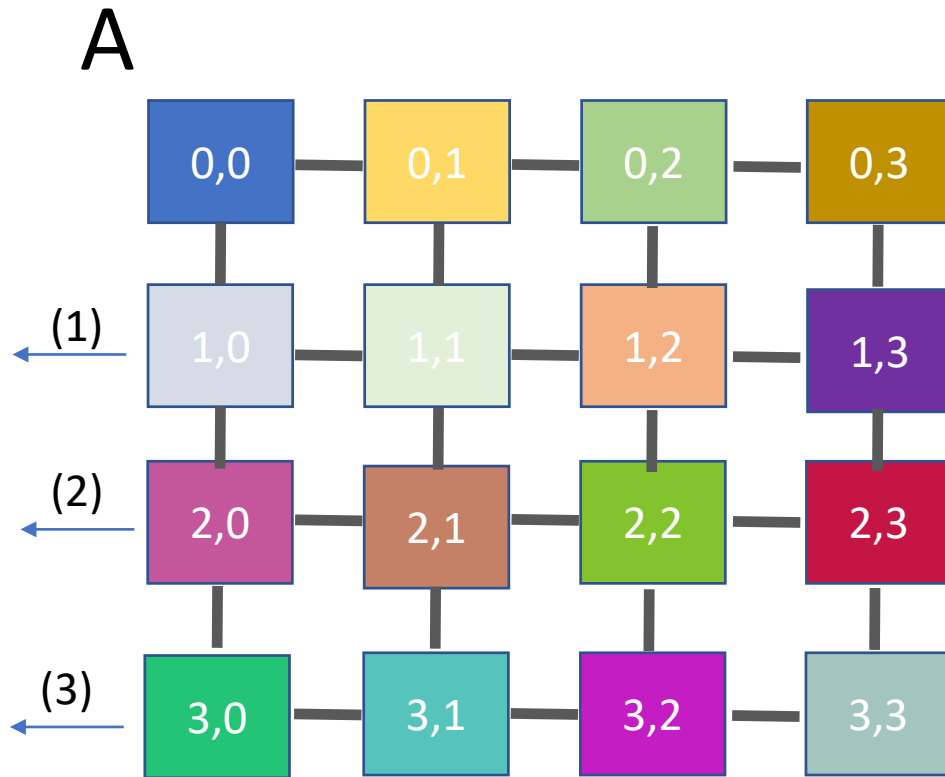 A
0,0 0,1 0,2 0,3
(1) 1,0 1,1 1,2 1,3
(2) 2,0 2,1 2,2 2,3
(3) 3,0 3,1 3,2 3,3